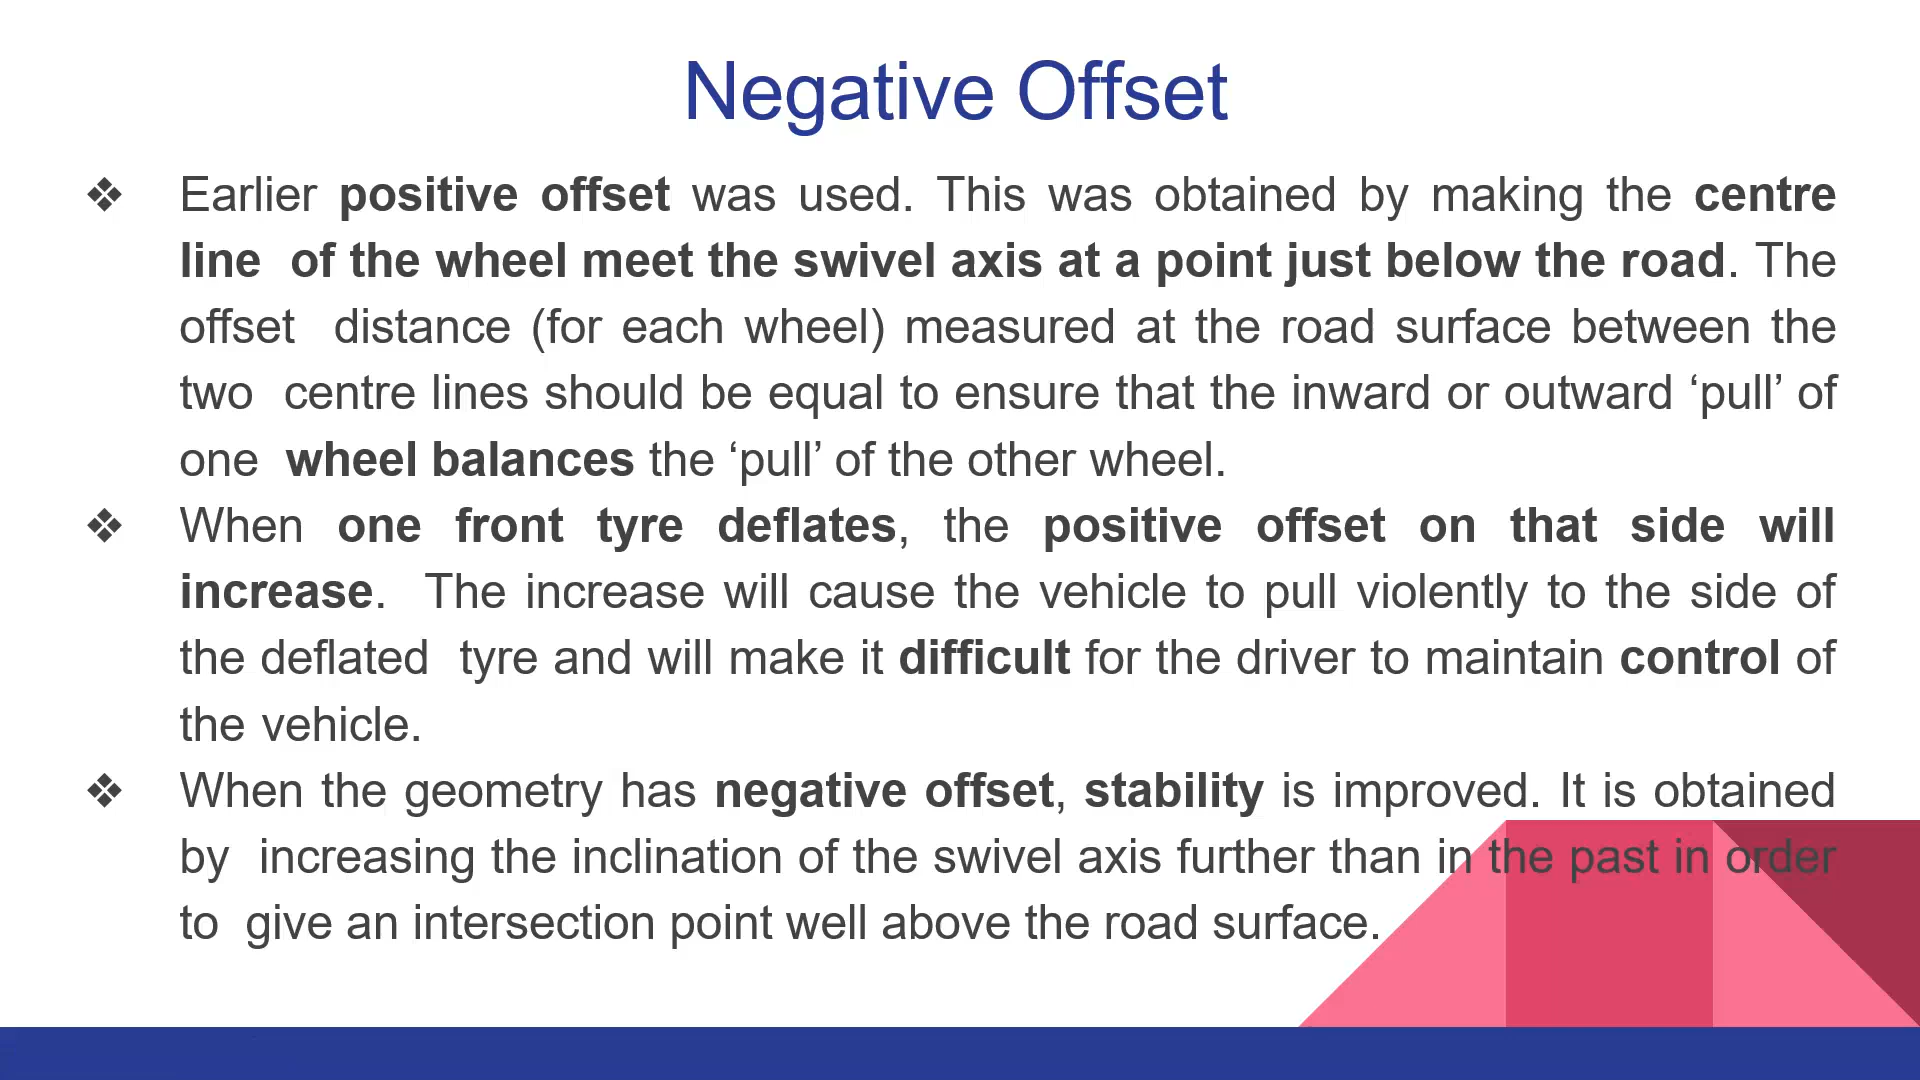 Negative Offset
❖ Earlier positive offset was used. This was obtained by making the centre
line of the wheel meet the swivel axis at a point just below the road. The
offset distance (for each wheel) measured at the road surface between the
two centre lines should be equal to ensure that the inward or outward ‘pull’ of
one wheel balances the ‘pull’ of the other wheel.
❖ When one front tyre deflates, the positive offset on that side will
increase. The increase will cause the vehicle to pull violently to the side of
the deflated tyre and will make it difficult for the driver to maintain control of
the vehicle.
❖ When the geometry has negative offset, stability is improved. It is obtained
by increasing the inclination of the swivel axis further than in the past in order
to give an intersection point well above the road surface.